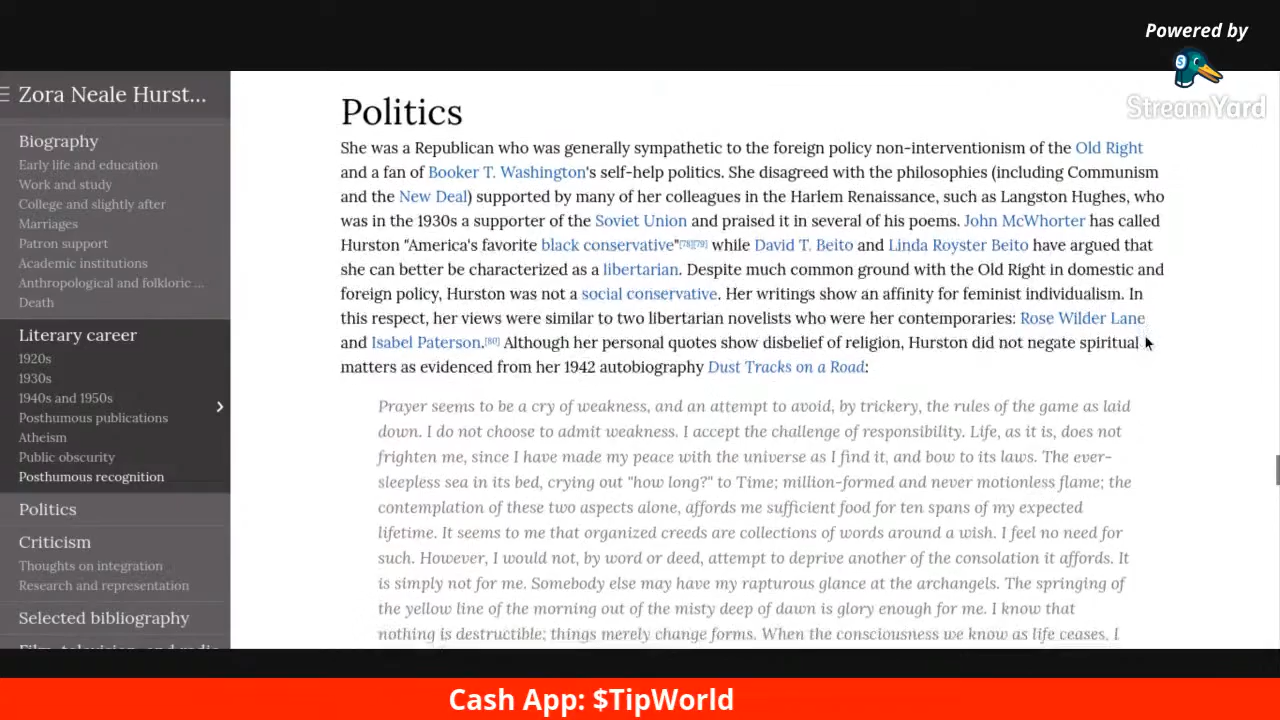 Powered by
StreamYard
Zora Neale Hurst...
Biography
Early life and education
Work and study
College and slightly after
Marriages
Patron support
Academic institutions
Anthropological and folkloric ...
Death
Literary career
1920s
1930s
1940s and 1950s
Posthumous publications
Atheism
Public obscurity
Posthumous recognition
Politics
Criticism
Thoughts on integration
Research and representation
Selected bibliography
Film, television, and radio
Politics
She was a Republican who was generally sympathetic to the foreign policy non-interventionism of the Old Right
and a fan of Booker T. Washington's self-help politics. She disagreed with the philosophies (including Communism
and the New Deal) supported by many of her colleagues in the Harlem Renaissance, such as Langston Hughes, who
was in the 1930s a supporter of the Soviet Union and praised it in several of his poems. John McWhorter has called
Hurston "America's favorite black conservative"[78][79] while David T. Beito and Linda Royster Beito have argued that
she can better be characterized as a libertarian. Despite much common ground with the Old Right in domestic and
foreign policy, Hurston was not a social conservative. Her writings show an affinity for feminist individualism. In
this respect, her views were similar to two libertarian novelists who were her contemporaries: Rose Wilder Lane
and Isabel Paterson.[80] Although her personal quotes show disbelief of religion, Hurston did not negate spiritual
matters as evidenced from her 1942 autobiography Dust Tracks on a Road:
Prayer seems to be a cry of weakness, and an attempt to avoid, by trickery, the rules of the game as laid
down. I do not choose to admit weakness. I accept the challenge of responsibility. Life, as it is, does not
frighten me, since I have made my peace with the universe as I find it, and bow to its laws. The ever-
sleepless sea in its bed, crying out "how long?" to Time; million-formed and never motionless flame; the
contemplation of these two aspects alone, affords me sufficient food for ten spans of my expected
lifetime. It seems to me that organized creeds are collections of words around a wish. I feel no need for
such. However, I would not, by word or deed, attempt to deprive another of the consolation it affords. It
is simply not for me. Somebody else may have my rapturous glance at the archangels. The springing of
the yellow line of the morning out of the misty deep of dawn is glory enough for me. I know that
nothing is destructible; things merely change forms. When the consciousness we know as life ceases, I
Cash App: $TipWorld